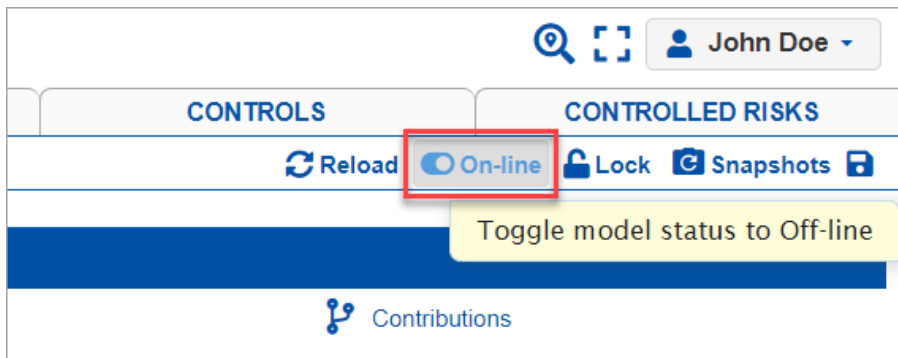 John Doe
CONTROLS CONTROLLED RISKS
Reload On-line Lock Snapshots
Toggle model status to Off-line
Contributions